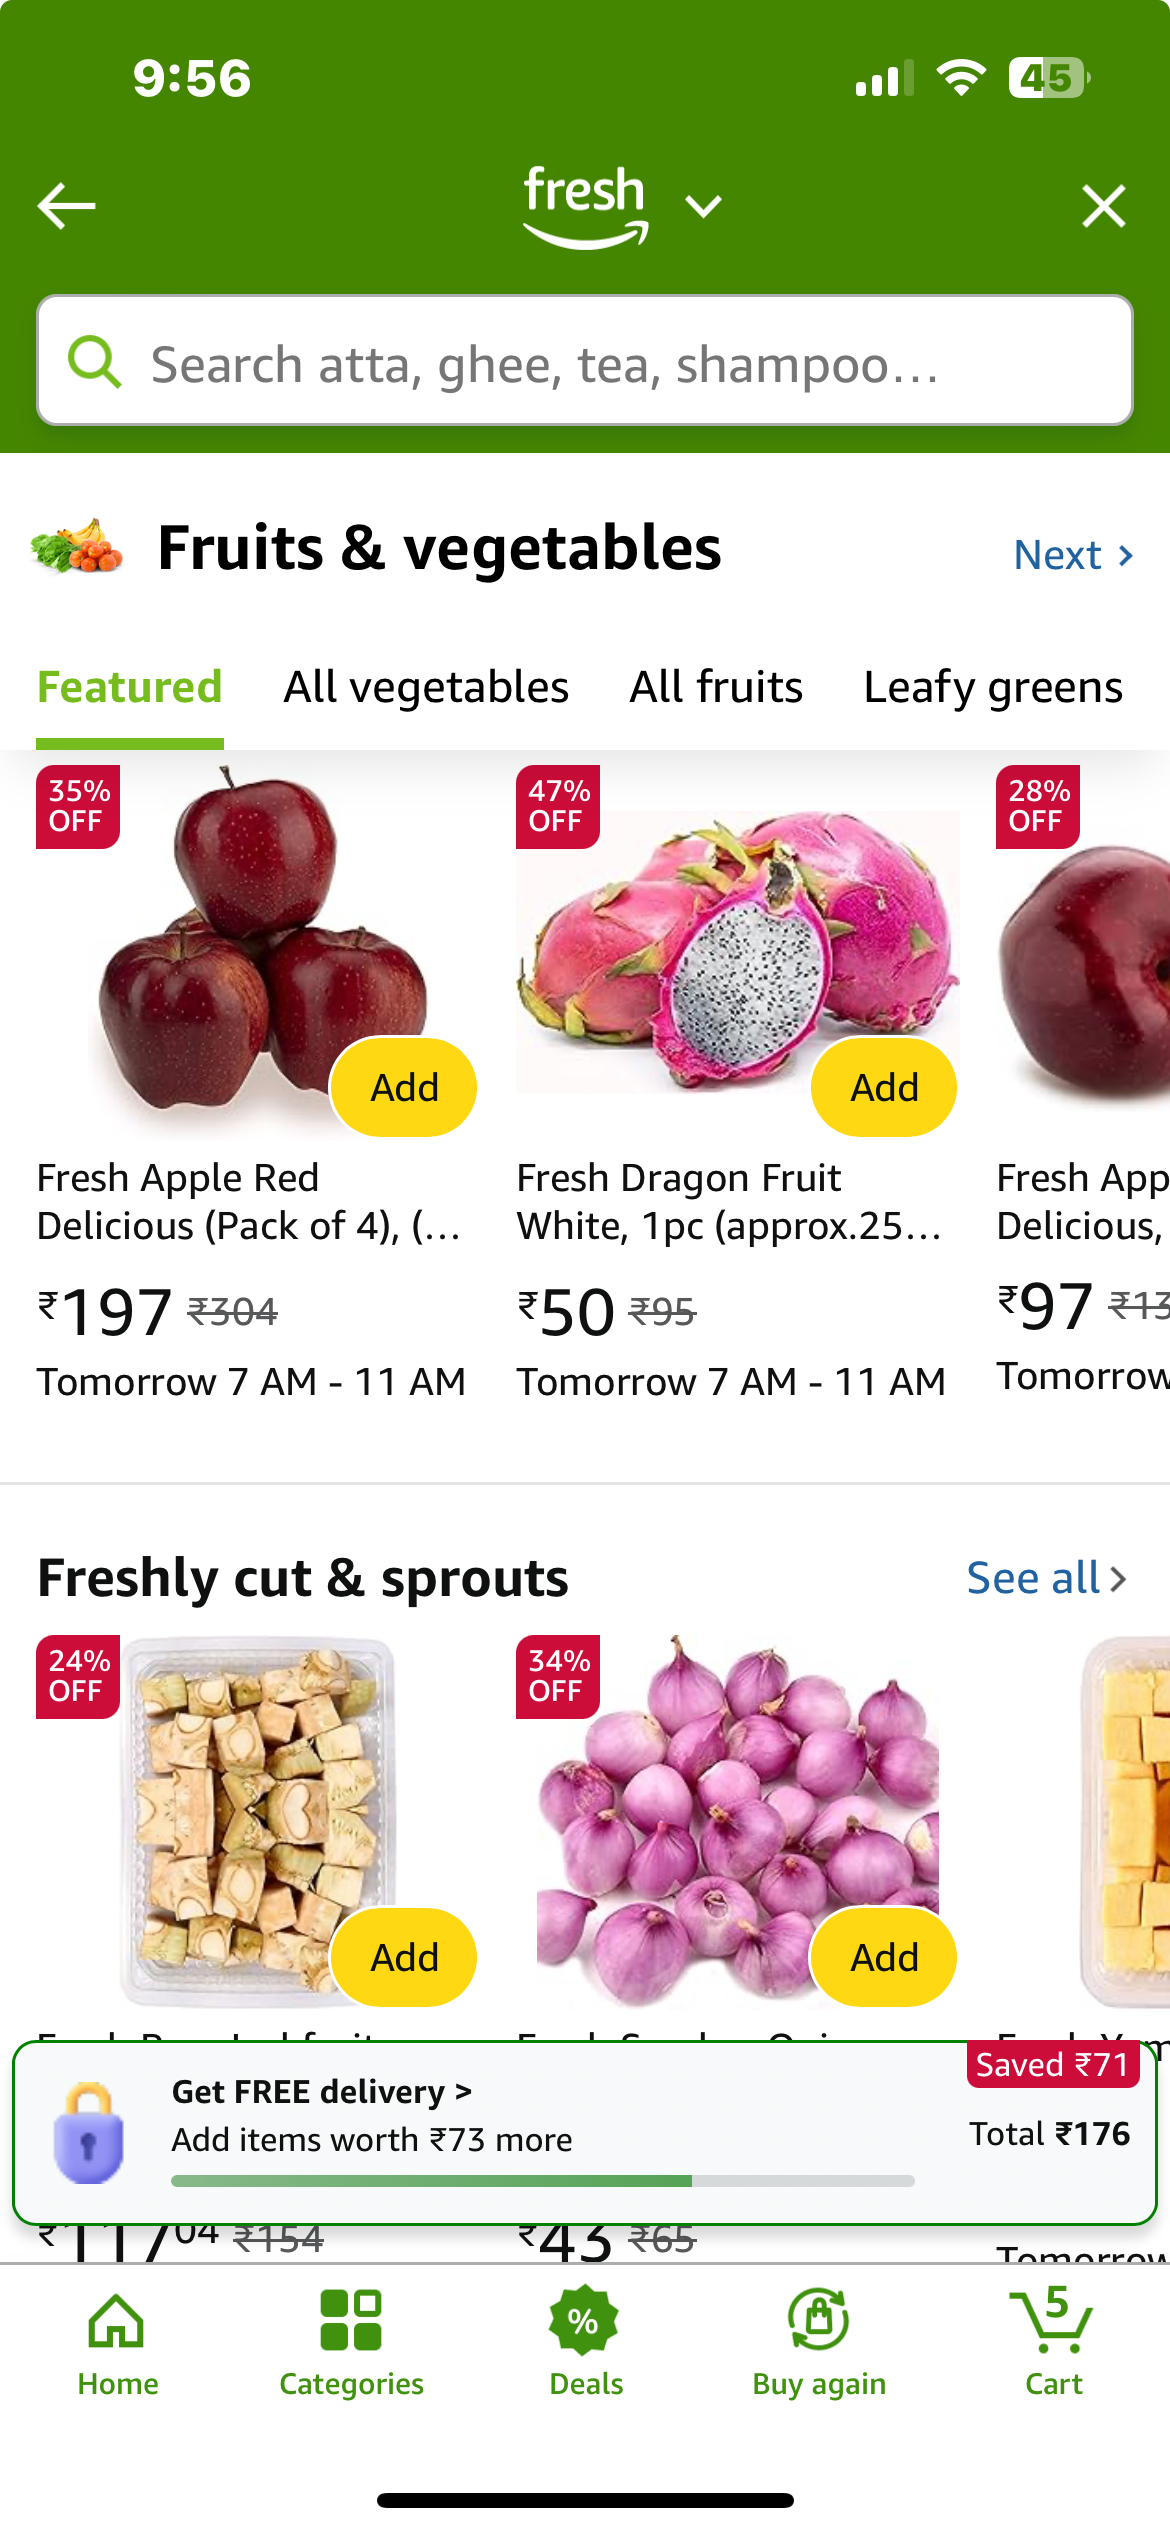 9:56
45
fresh
Search atta, ghee, tea, shampoo...
Fruits & vegetables
Next >
Featured All vegetables All fruits Leafy greens
35% OFF
47% OFF
28% OFF
Add
Add
Fresh Apple Red
Delicious (Pack of 4), (...
₹197 ₹304
Tomorrow 7 AM - 11 AM
Fresh Dragon Fruit
White, 1pc (approx.25...
₹50 ₹95
Tomorrow 7 AM - 11 AM
Fresh App
Delicious,
₹97 ₹13
Tomorrow
Freshly cut & sprouts
See all >
24% OFF
34% OFF
Add
Add
Get FREE delivery >
Add items worth ₹73 more
Saved ₹71
Total ₹176
₹117 04 ₹154
₹43 ₹65
Tomorrow
Home
Categories
%
Deals
Buy again
5
Cart